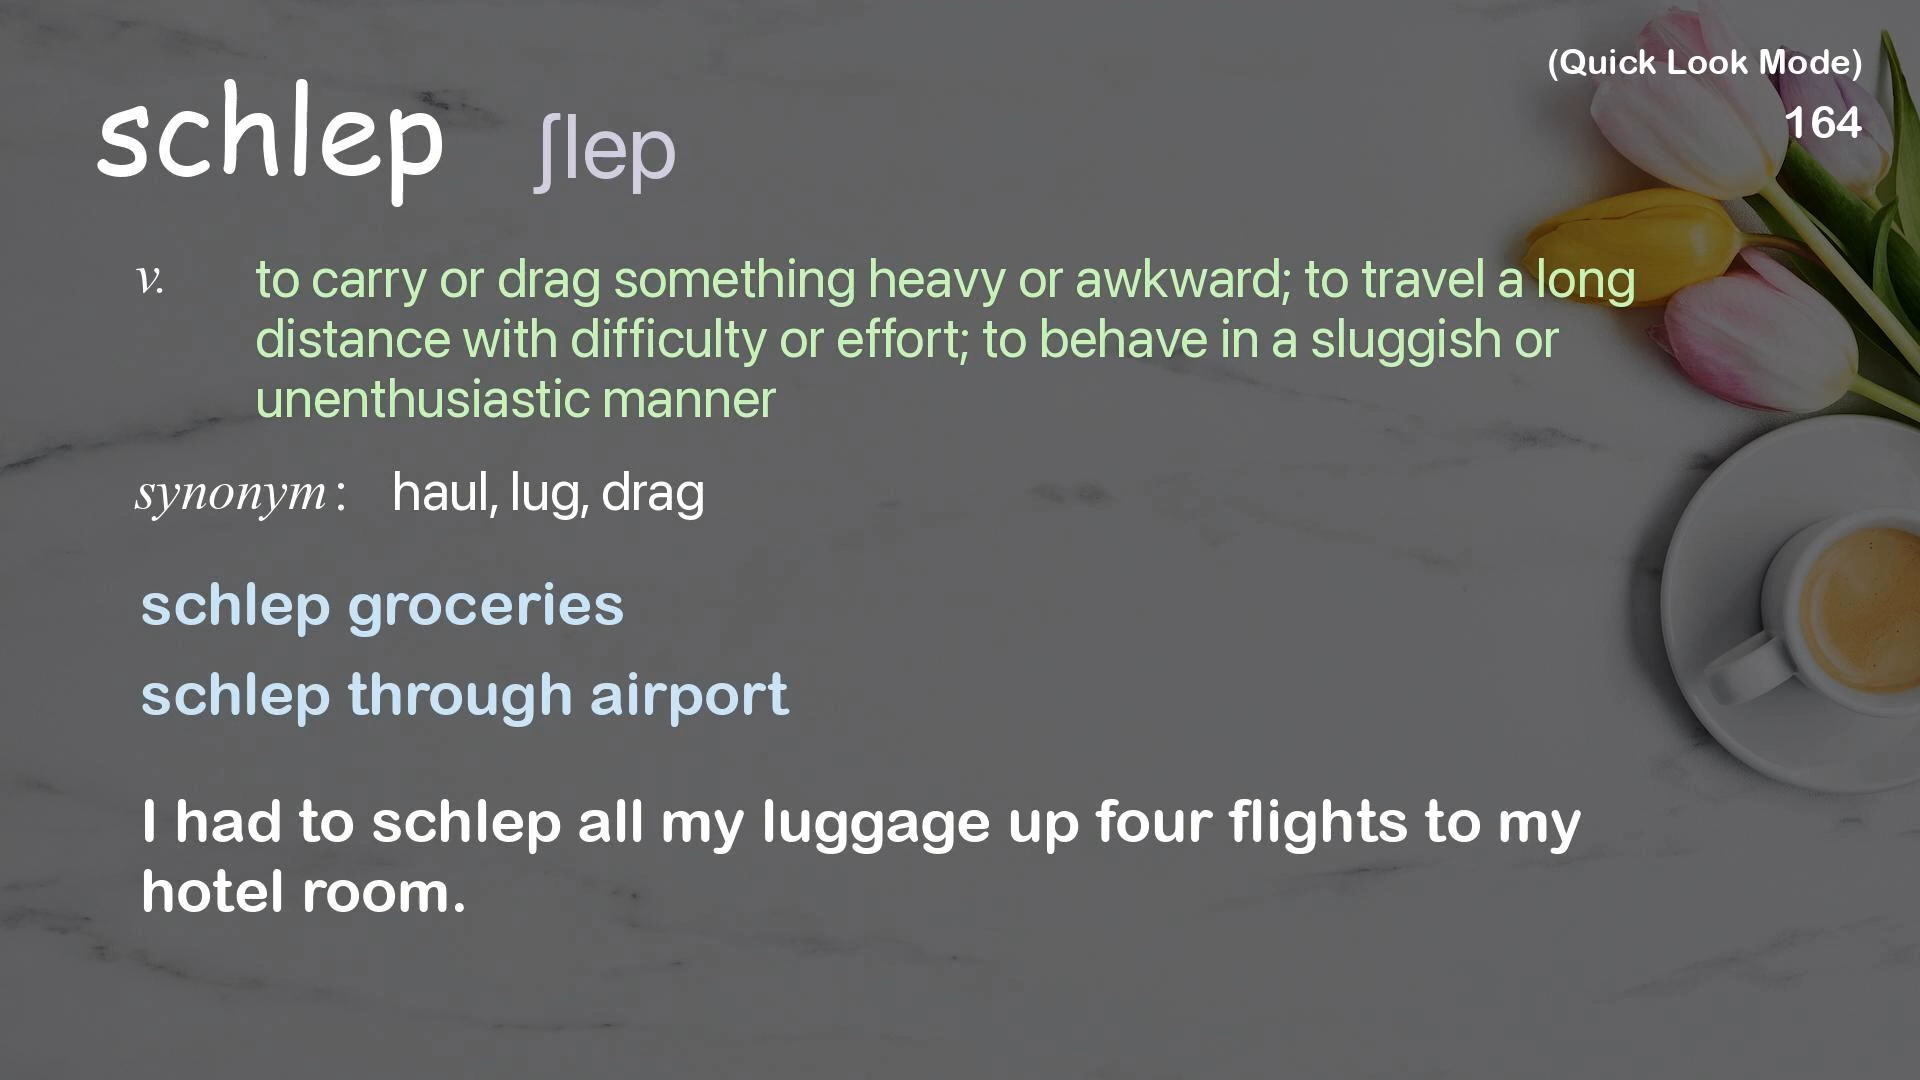 (Quick Look Mode)
164
schlep ʃlep
v. to carry or drag something heavy or awkward; to travel a long
distance with difficulty or effort; to behave in a sluggish or
unenthusiastic manner
synonym: haul, lug, drag
schlep groceries
schlep through airport
I had to schlep all my luggage up four flights to my
hotel room.